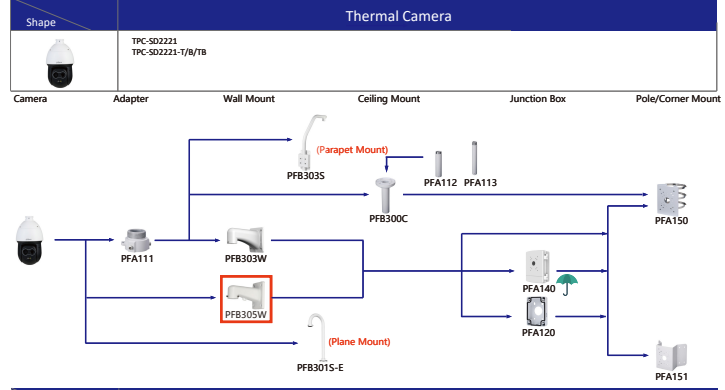 Shape
Thermal Camera
TPC-SD2221
TPC-SD2221-T/B/TB
Camera
Adapter
Wall Mount
Ceiling Mount
Junction Box
Pole/Corner Mount
(Parapet Mount)
PFB303S
PFA112
PFA113
PFB300C
PFA150
PFA111
PFB303W
PFA140
PFB305W
PFA120
(Plane Mount)
PFB301S-E
PFA151